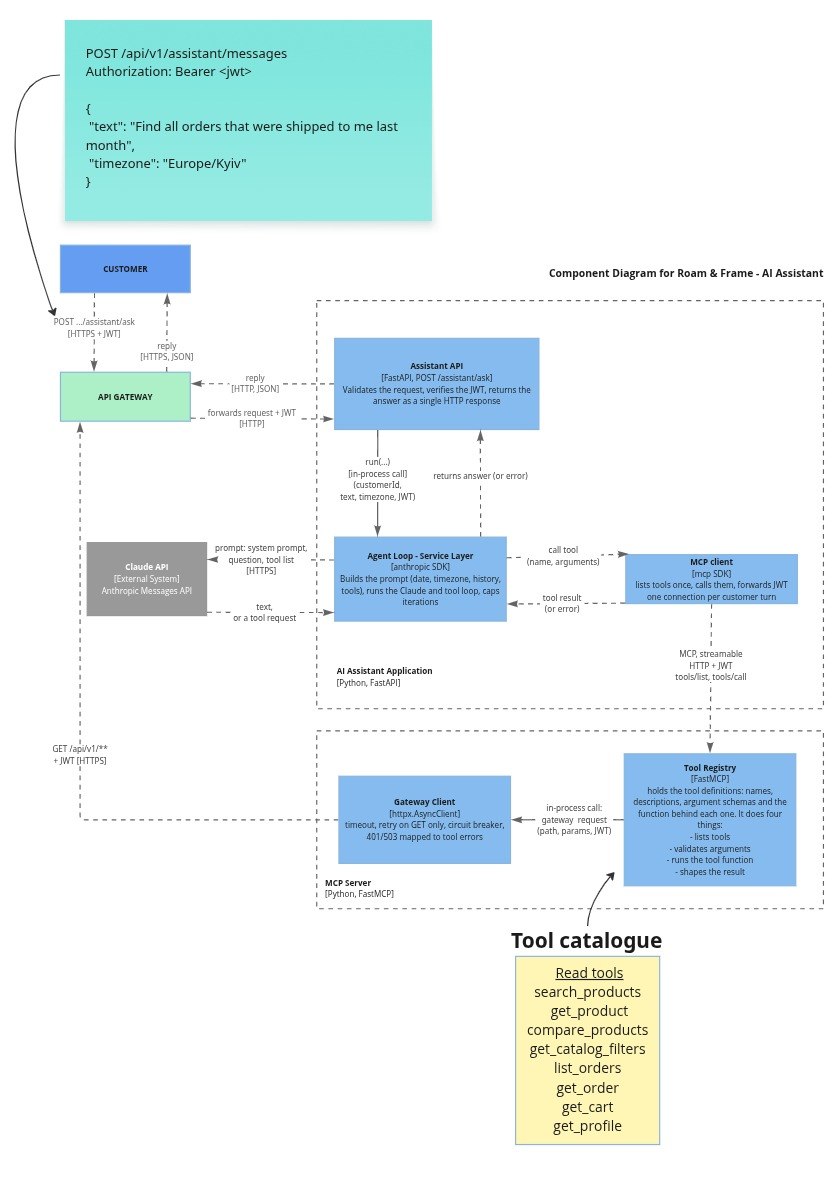 POST /api/v1/assistant/messages
Authorization: Bearer <jwt>
{
"text": "Find all orders that were shipped to me last
month",
"timezone": "Europe/Kyiv"
}
CUSTOMER
Component Diagram for Roam & Frame - AI Assistant
POST .../assistant/ask
[HTTPS + JWT]
reply
[HTTPS, JSON]
API GATEWAY
reply
[HTTP, JSON]
forwards request + JWT
[HTTP]
Assistant API
[FastAPI, POST /assistant/ask]
Validates the request, verifies the JWT, returns the
answer as a single HTTP response
run(...)
[in-process call]
(customerId,
text, timezone, JWT)
returns answer (or error)
Claude API
[External System]
Anthropic Messages API
prompt: system prompt,
question, tool list
[HTTPS]
text,
or a tool request
Agent Loop - Service Layer
[anthropic SDK]
Builds the prompt (date, timezone, history,
tools), runs the Claude and tool loop, caps
iterations
call tool
(name, arguments)
tool result
(or error)
MCP client
[mcp SDK]
lists tools once, calls them, forwards JWT
one connection per customer turn
AI Assistant Application
[Python, FastAPI]
MCP, streamable
HTTP + JWT
tools/list, tools/call
GET /api/v1/**
+ JWT [HTTPS]
Gateway Client
[httpx.AsyncClient]
timeout, retry on GET only, circuit breaker,
401/503 mapped to tool errors
in-process call:
gateway request
(path, params, JWT)
Tool Registry
[FastMCP]
holds the tool definitions: names,
descriptions, argument schemas and the
function behind each one. It does four
things:
- lists tools
- validates arguments
- runs the tool function
- shapes the result
MCP Server
[Python, FastMCP]
Tool catalogue
Read tools
search_products
get_product
compare_products
get_catalog_filters
list_orders
get_order
get_cart
get_profile